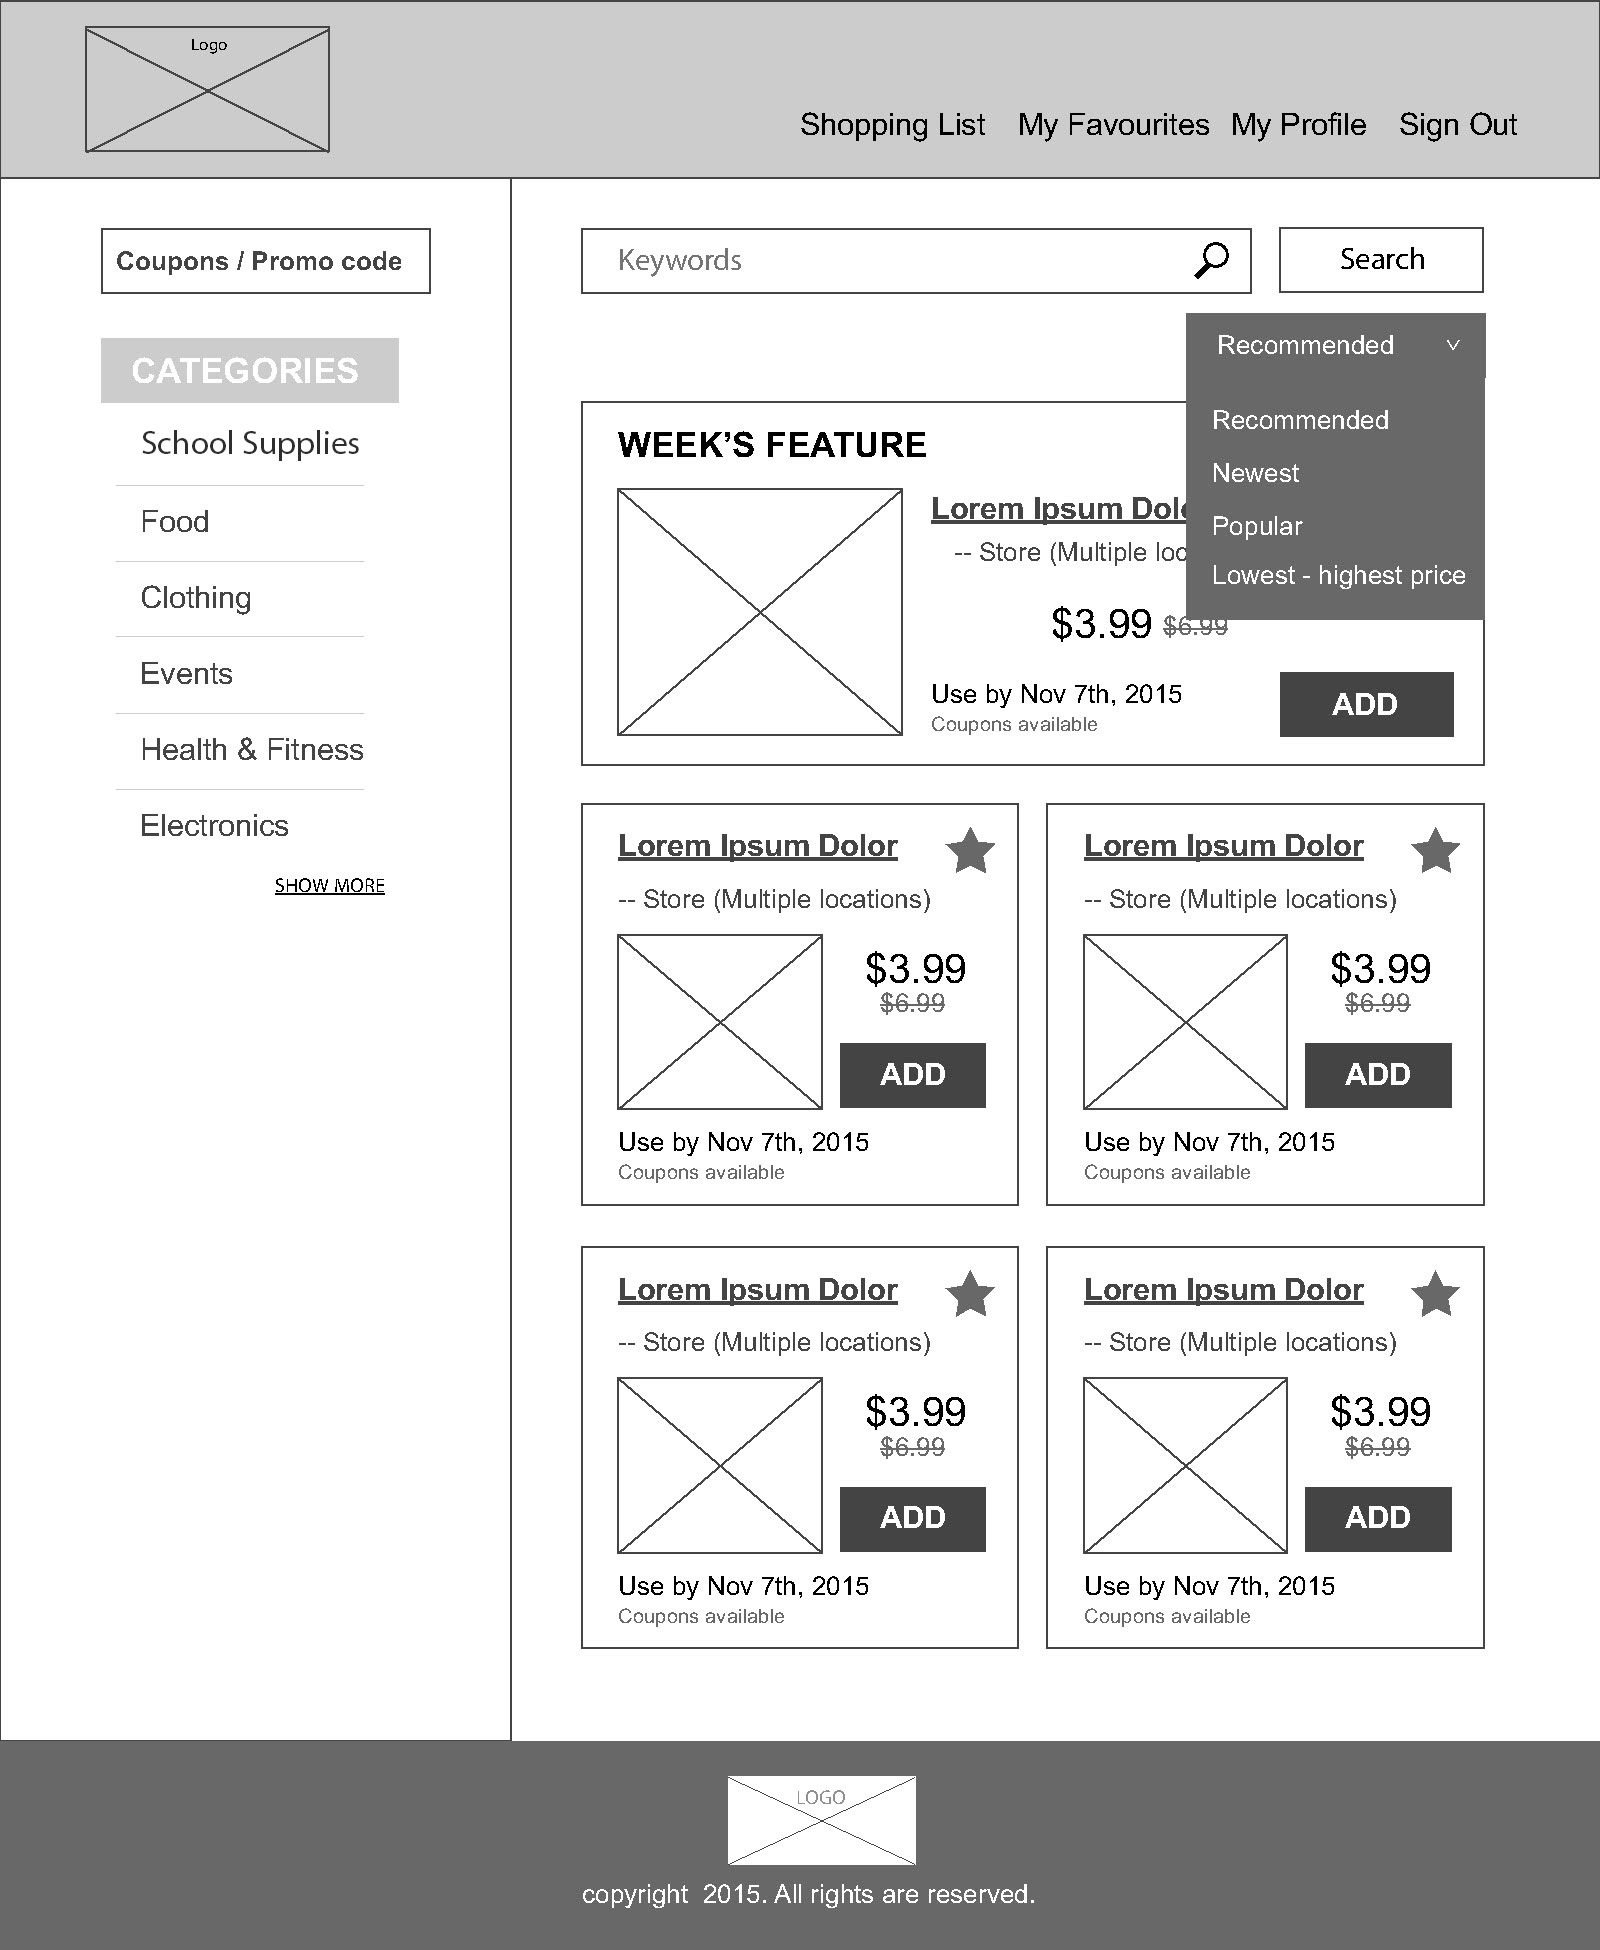 Logo
Shopping List My Favourites My Profile Sign Out
Coupons / Promo code
CATEGORIES
School Supplies
Food
Clothing
Events
Health & Fitness
Electronics
SHOW MORE
Keywords
Search
Recommended
Recommended
Newest
Popular
Lowest - highest price
WEEK’S FEATURE
Lorem Ipsum
-- Store (Multiple
$3.99 $6.99
Use by Nov 7th, 2015
Coupons available
ADD
Lorem Ipsum Dolor
-- Store (Multiple locations)
$3.99
$6.99
ADD
Use by Nov 7th, 2015
Coupons available
Lorem Ipsum Dolor
-- Store (Multiple locations)
$3.99
$6.99
ADD
Use by Nov 7th, 2015
Coupons available
Lorem Ipsum Dolor
-- Store (Multiple locations)
$3.99
$6.99
ADD
Use by Nov 7th, 2015
Coupons available
Lorem Ipsum Dolor
-- Store (Multiple locations)
$3.99
$6.99
ADD
Use by Nov 7th, 2015
Coupons available
LOGO
copyright 2015. All rights are reserved.